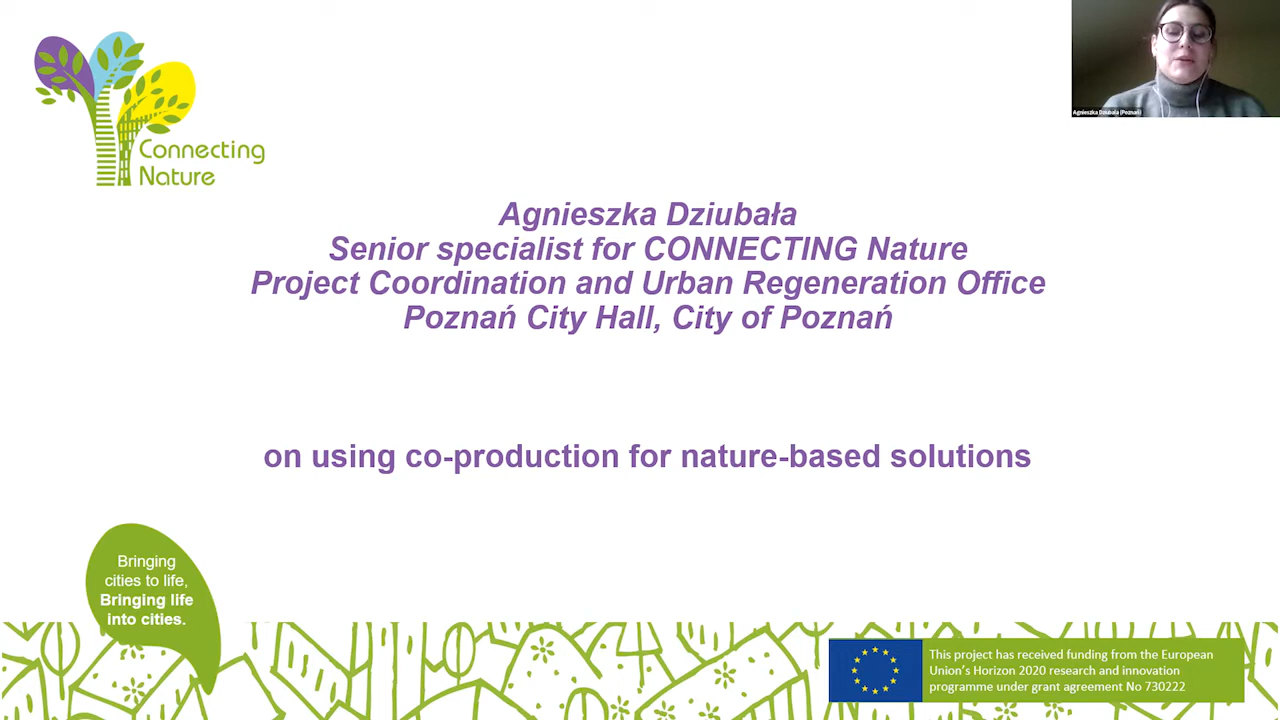 Connecting
Nature
Agnieszka Dziubała (Poznań)
Agnieszka Dziubała
Senior specialist for CONNECTING Nature
Project Coordination and Urban Regeneration Office
Poznań City Hall, City of Poznań
on using co-production for nature-based solutions
Bringing
cities to life,
Bringing life
into cities.
This project has received funding from the European
Union's Horizon 2020 research and innovation
programme under grant agreement No 730222